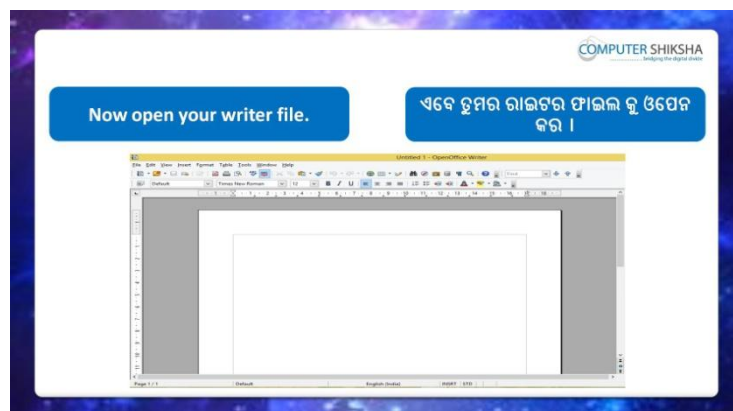 COMPUTER SHIKSHA
bridging the digital divide
Now open your writer file.
ଏବେ ତୁମର ରାଇଟର ଫାଇଲ କୁ ଓପେନ
କର ।
Untitled 1 - OpenOffice Writer
File Edit View Insert Format Table Tools Window Help
Default Times New Roman 12
Page 1 / 1 Default English (India) INSRT STD